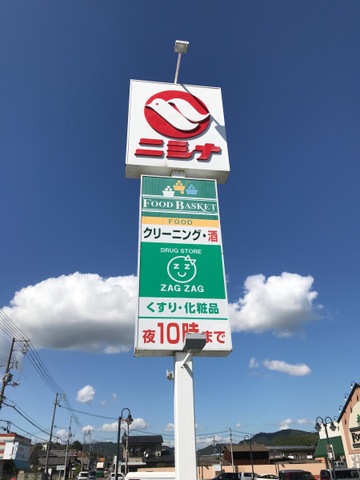 ニシナ
FOOD BASKET
FOOD
クリーニング・酒
DRUG STORE
ZZ
ZAG ZAG
くすり・化粧品
夜10時まで